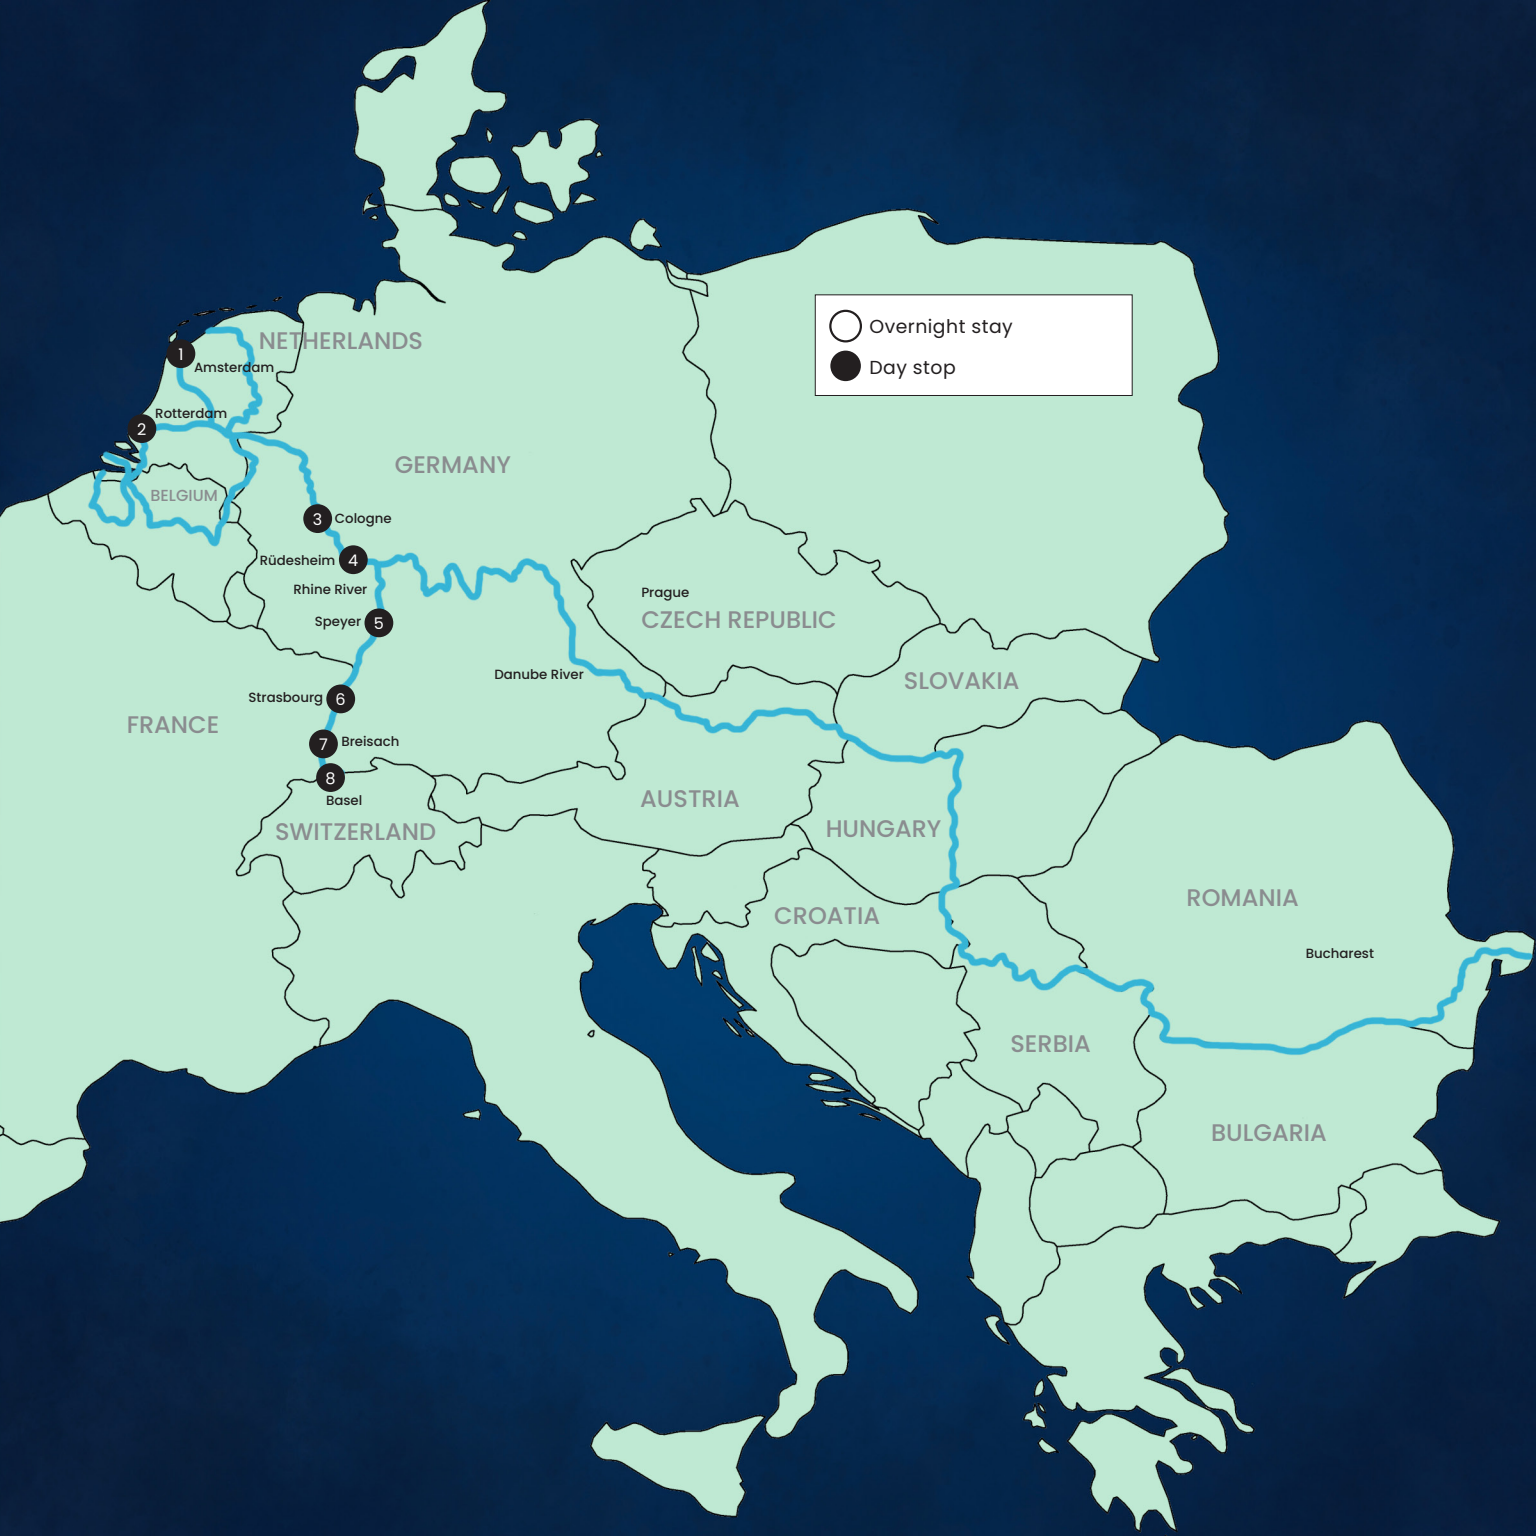 Overnight stay
Day stop
NETHERLANDS
1
Amsterdam
Rotterdam
2
GERMANY
BELGIUM
3 Cologne
Rüdesheim 4
Rhine River
Prague
CZECH REPUBLIC
Speyer 5
Danube River
SLOVAKIA
Strasbourg 6
FRANCE
7 Breisach
8
Basel
AUSTRIA
SWITZERLAND
HUNGARY
ROMANIA
CROATIA
Bucharest
SERBIA
BULGARIA